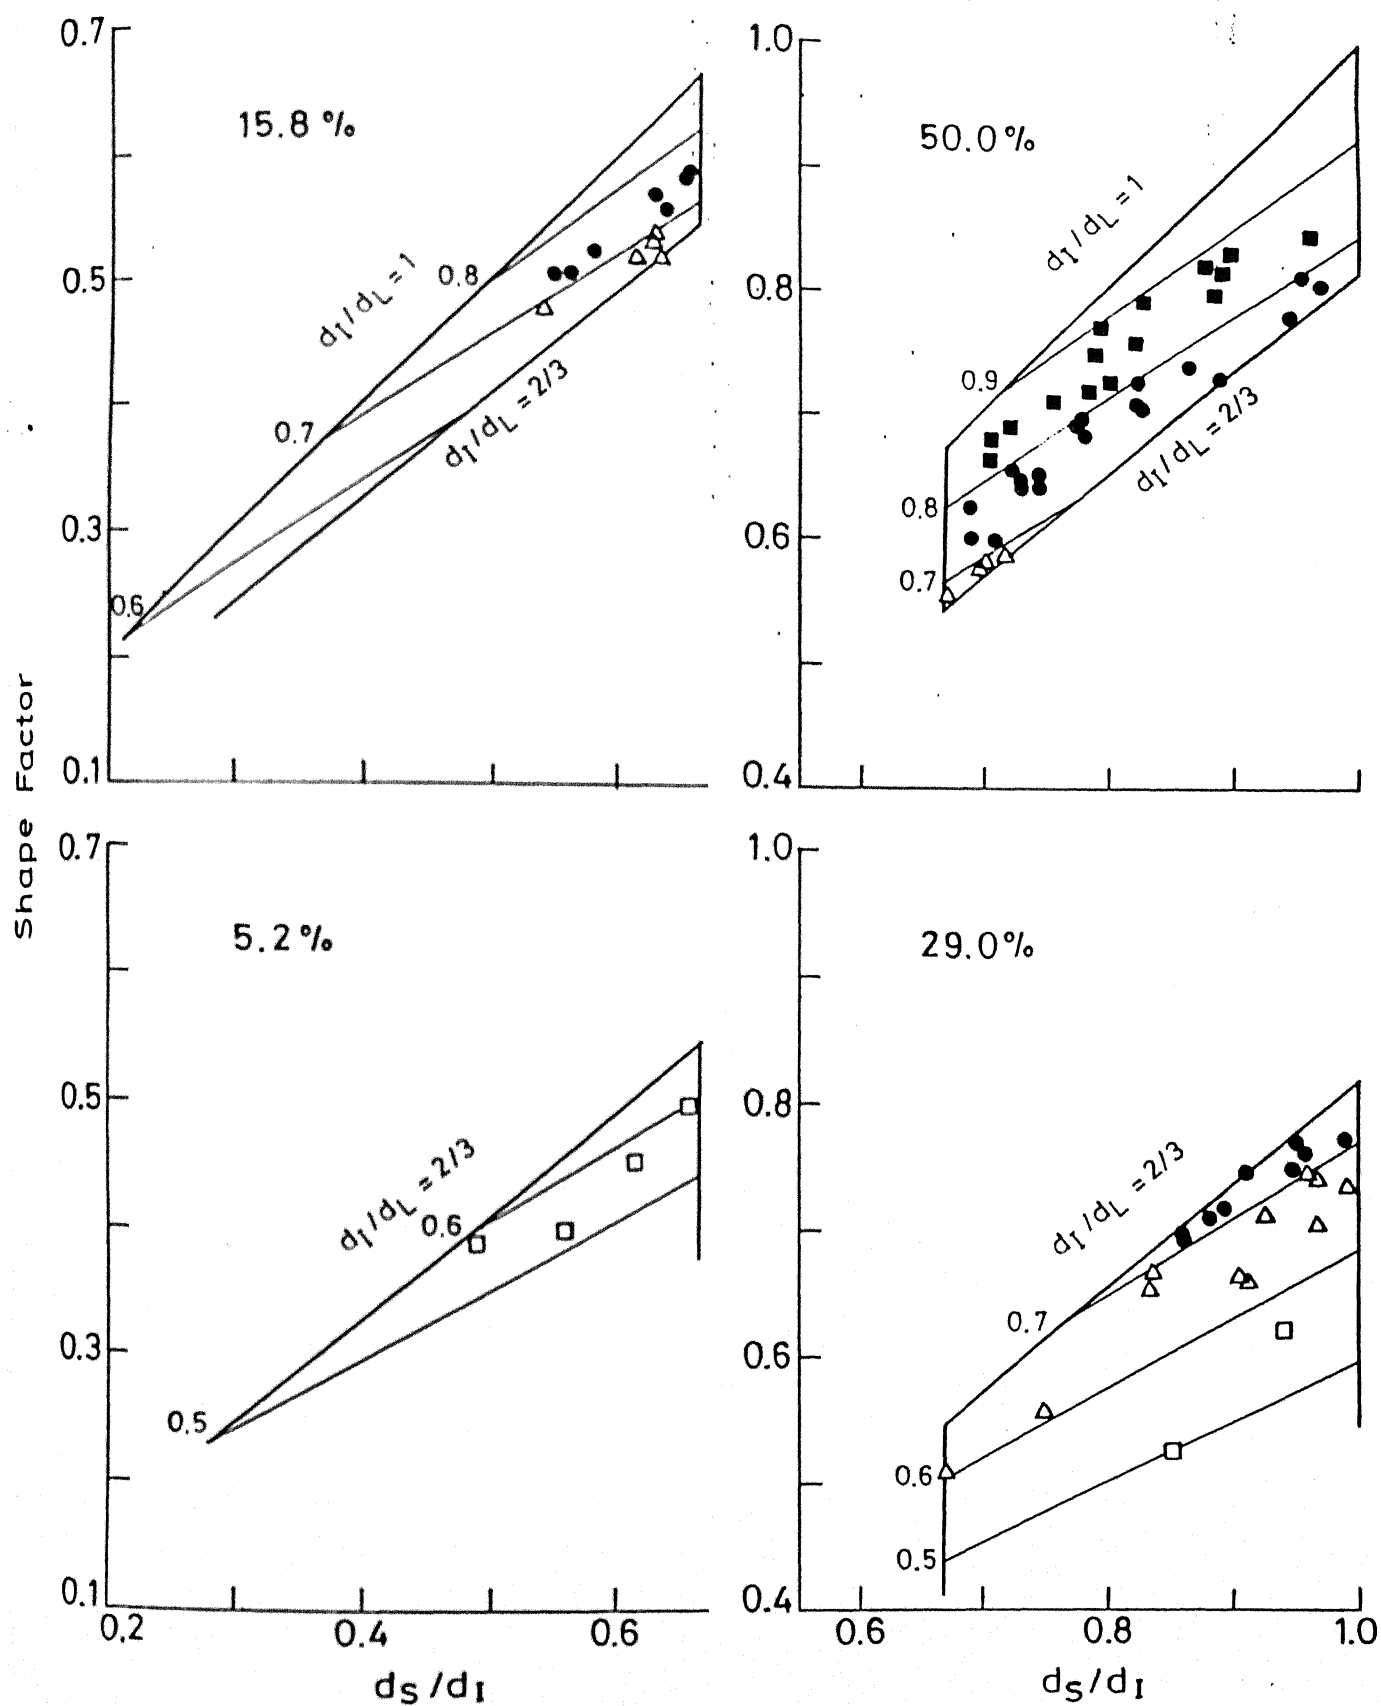 0.7
0.5
0.3
0.1
15.8 %
d_I/d_L = 1
0.8
0.7
0.6
d_I/d_L = 2/3
1.0
0.8
0.6
0.4
50.0 %
d_I/d_L = 1
0.9
0.8
0.7
d_I/d_L = 2/3
Shape Factor
0.7
0.5
0.3
0.1
5.2 %
d_I/d_L = 2/3
0.6
0.5
0.2 0.4 0.6
d_S/d_I
1.0
0.8
0.6
0.4
29.0 %
d_I/d_L = 2/3
0.7
0.6
0.5
0.6 0.8 1.0
d_S/d_I